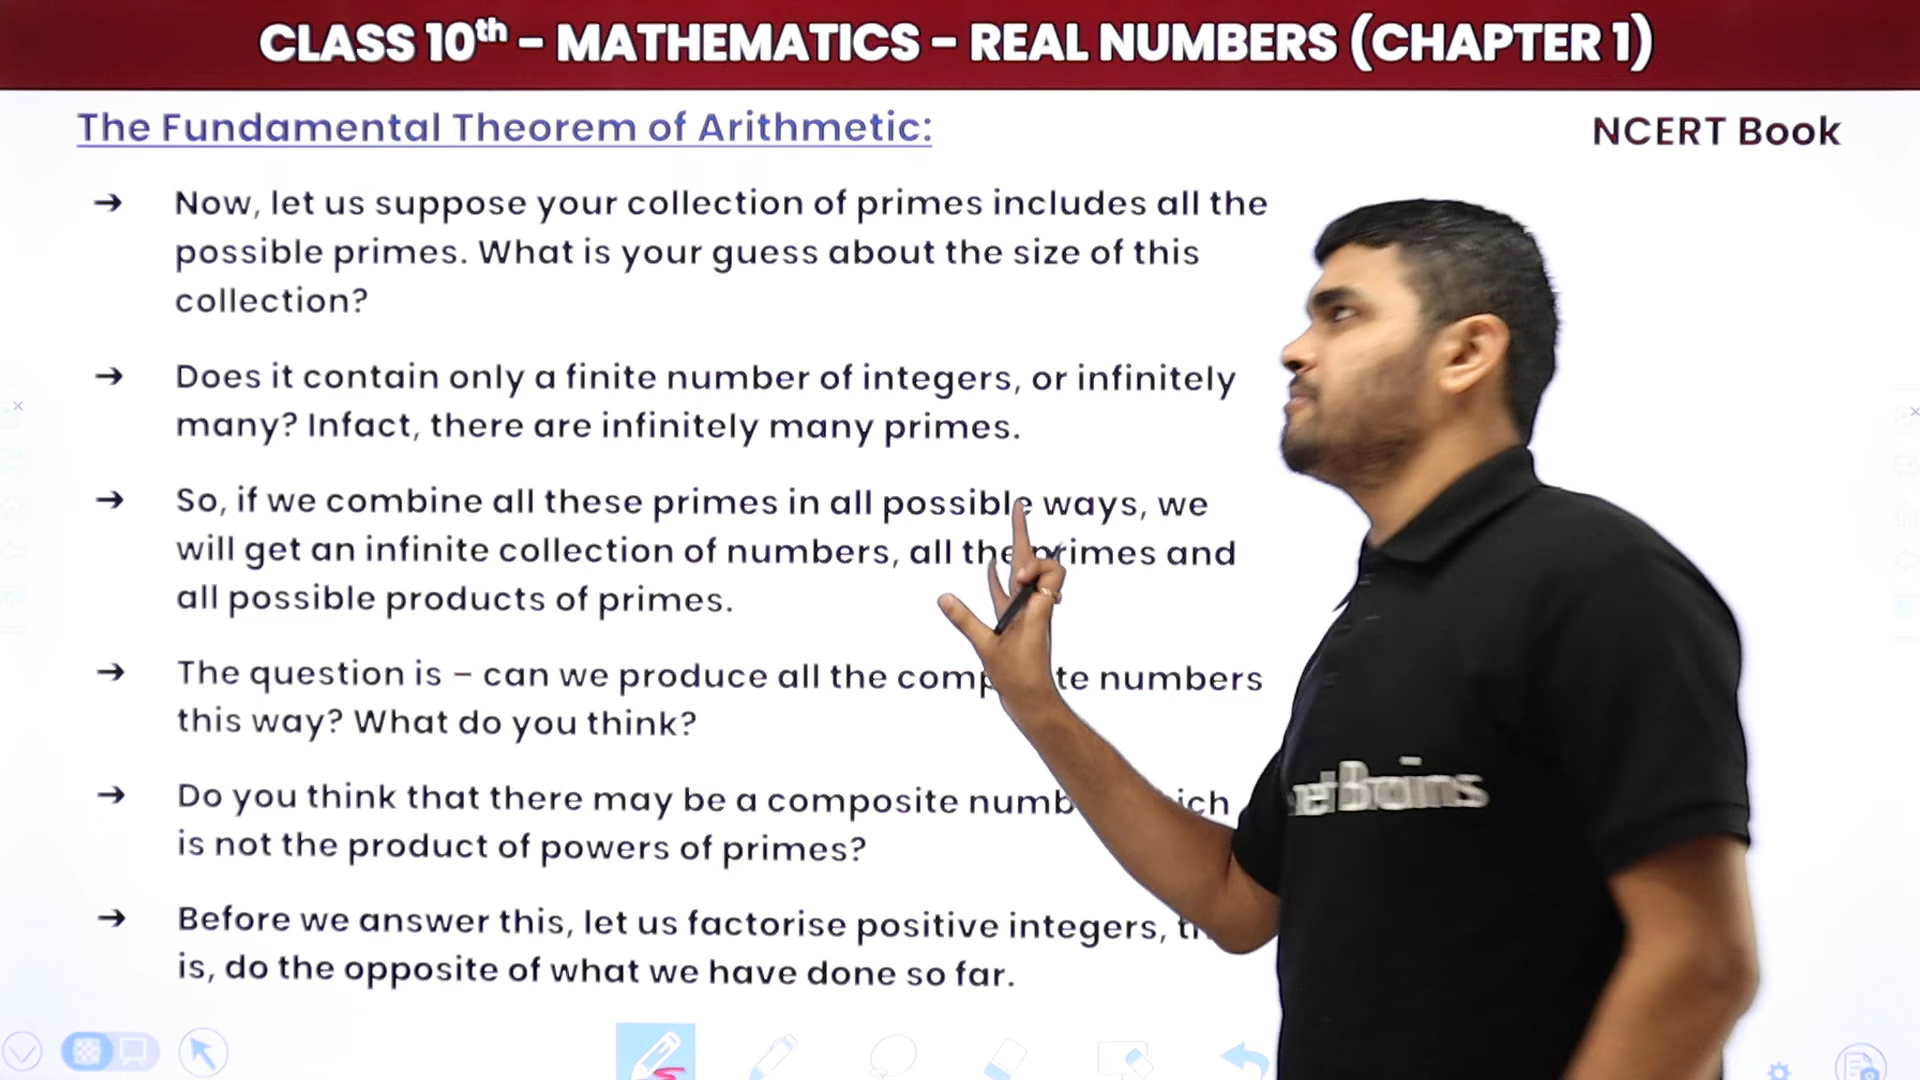 CLASS 10th - MATHEMATICS - REAL NUMBERS (CHAPTER 1)
The Fundamental Theorem of Arithmetic:
NCERT Book
→ Now, let us suppose your collection of primes includes all the
possible primes. What is your guess about the size of this
collection?
→ Does it contain only a finite number of integers, or infinitely
many? Infact, there are infinitely many primes.
→ So, if we combine all these primes in all possible ways, we
will get an infinite collection of numbers, all the primes and
all possible products of primes.
→ The question is – can we produce all the numbers
this way? What do you think?
→ Do you think that there may be a composite
is not the product of powers of primes?
→ Before we answer this, let us factorise positive integers,
is, do the opposite of what we have done so far.
Brains